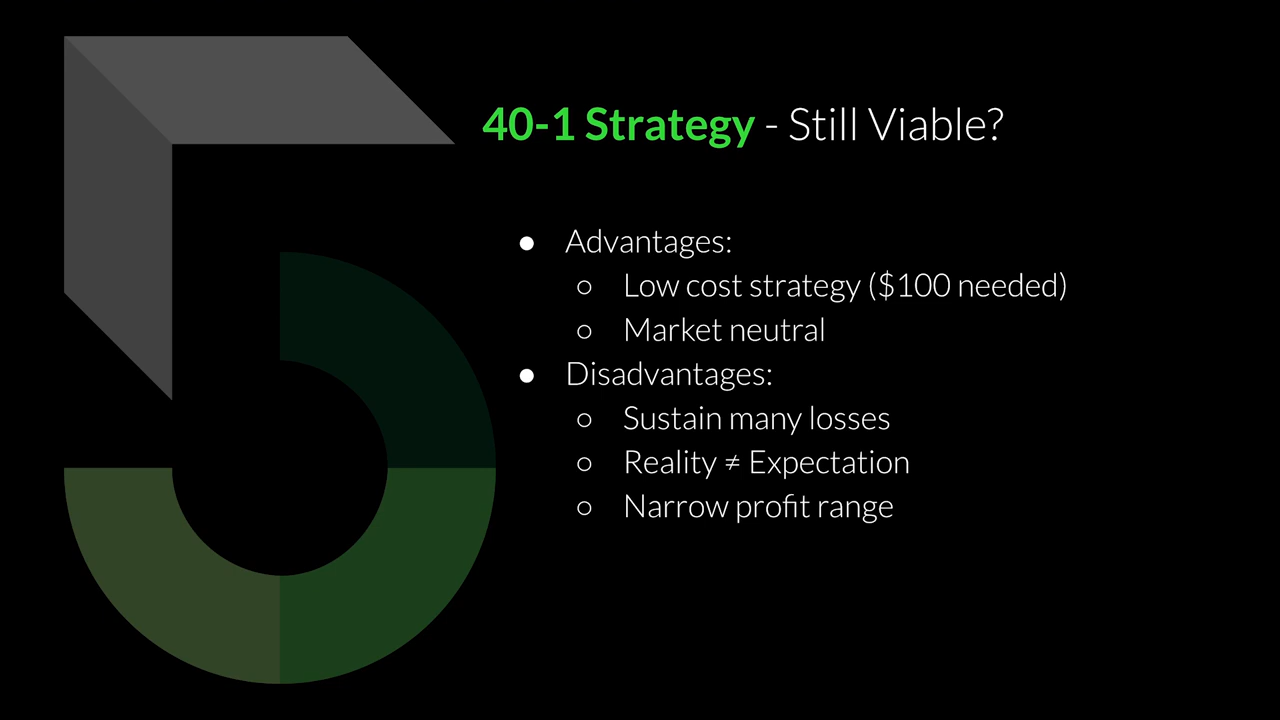 40-1 Strategy - Still Viable?
● Advantages:
○ Low cost strategy ($100 needed)
○ Market neutral
● Disadvantages:
○ Sustain many losses
○ Reality ≠ Expectation
○ Narrow profit range